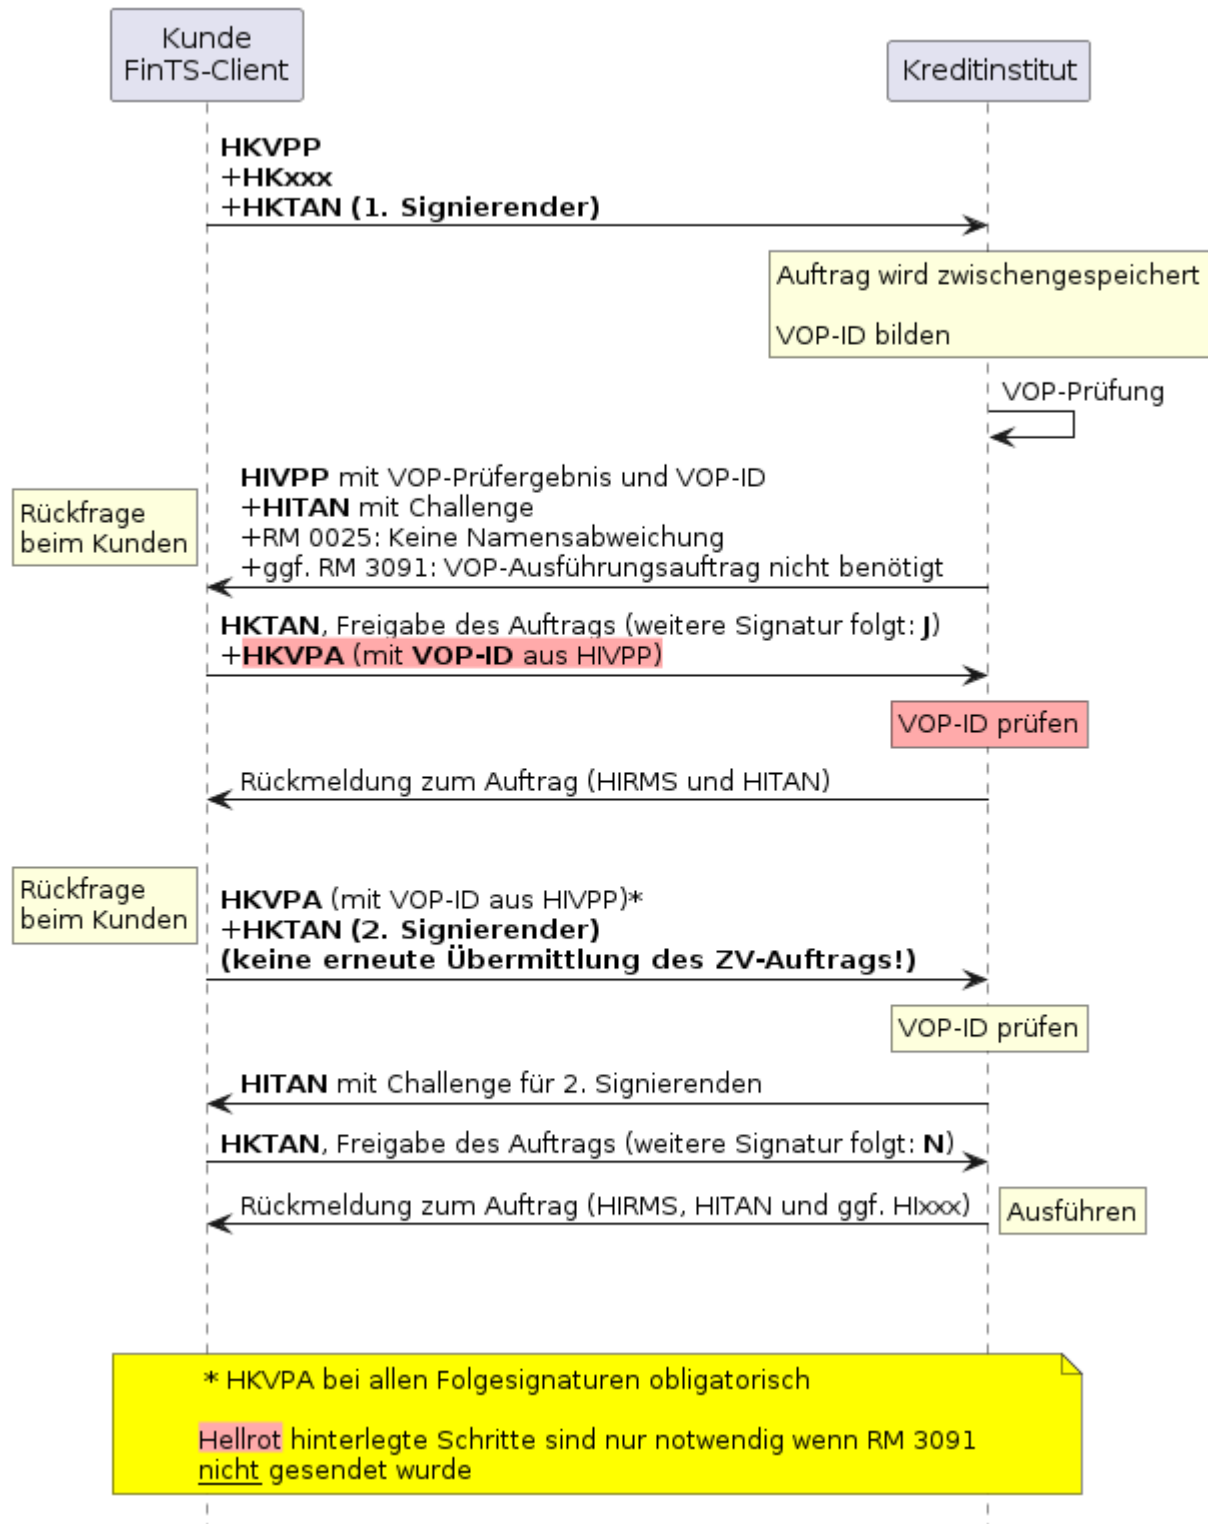 Kunde
FinTS-Client
Kreditinstitut
HKVPP
+HKxxx
+HKTAN (1. Signierender)
Auftrag wird zwischengespeichert
VOP-ID bilden
VOP-Prüfung
HIVPP mit VOP-Prüfergebnis und VOP-ID
+HITAN mit Challenge
+RM 0025: Keine Namensabweichung
+ggf. RM 3091: VOP-Ausführungsauftrag nicht benötigt
Rückfrage
beim Kunden
HKTAN, Freigabe des Auftrags (weitere Signatur folgt: J)
+HKVPA (mit VOP-ID aus HIVPP)
VOP-ID prüfen
Rückmeldung zum Auftrag (HIRMS und HITAN)
Rückfrage
beim Kunden
HKVPA (mit VOP-ID aus HIVPP)*
+HKTAN (2. Signierender)
(keine erneute Übermittlung des ZV-Auftrags!)
VOP-ID prüfen
HITAN mit Challenge für 2. Signierenden
HKTAN, Freigabe des Auftrags (weitere Signatur folgt: N)
Rückmeldung zum Auftrag (HIRMS, HITAN und ggf. HIxxx)
Ausführen
* HKVPA bei allen Folgesignaturen obligatorisch
Hellrot hinterlegte Schritte sind nur notwendig wenn RM 3091
nicht gesendet wurde